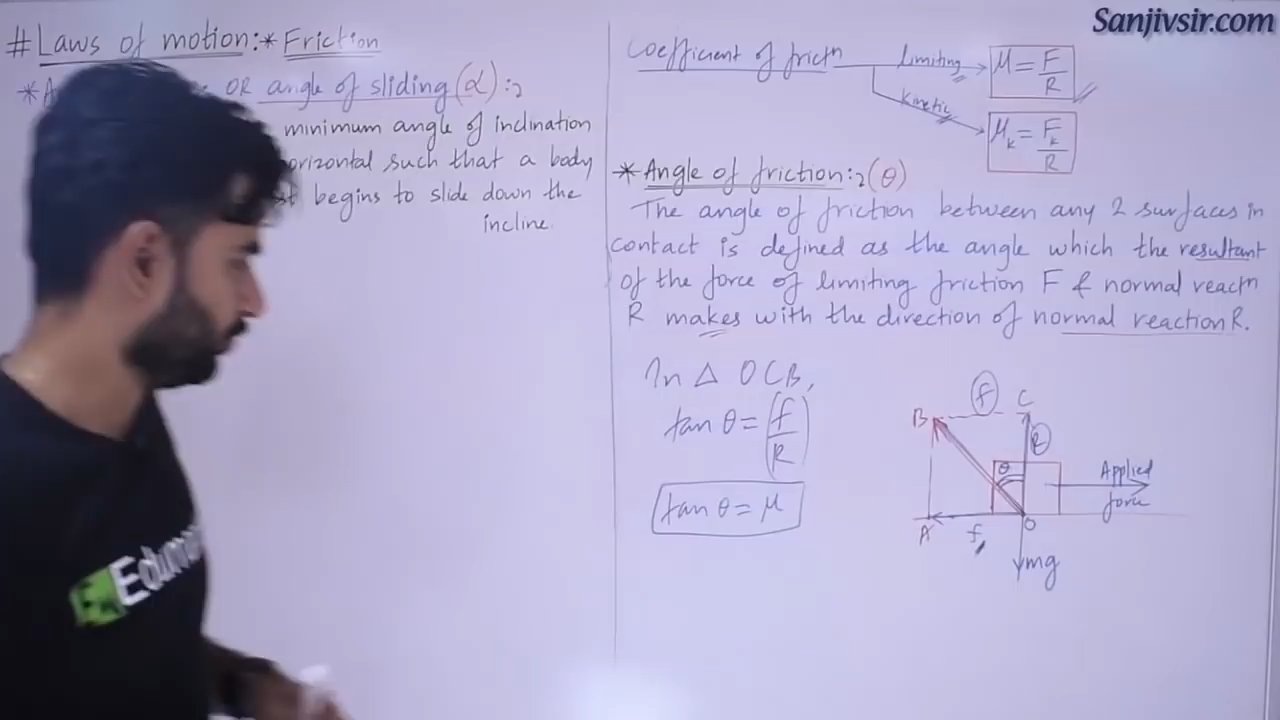 Sanjivsir.com
# Laws of motion:* Friction
* A OR angle of sliding (α):-
minimum angle of inclination
orizontal such that a body
st begins to slide down the
incline.
Coefficient of frictn
limiting
μ = F/R
kinetic
μk = Fk/R
* Angle of friction:- (θ)
The angle of friction between any 2 surfaces in
contact is defined as the angle which the resultant
of the force of limiting friction F & normal reactn
R makes with the direction of normal reaction R.
In Δ OCB,
tan θ = (f/R)
tan θ = μ
B f C
R
θ
Applied
force
A f O
mg
Edu